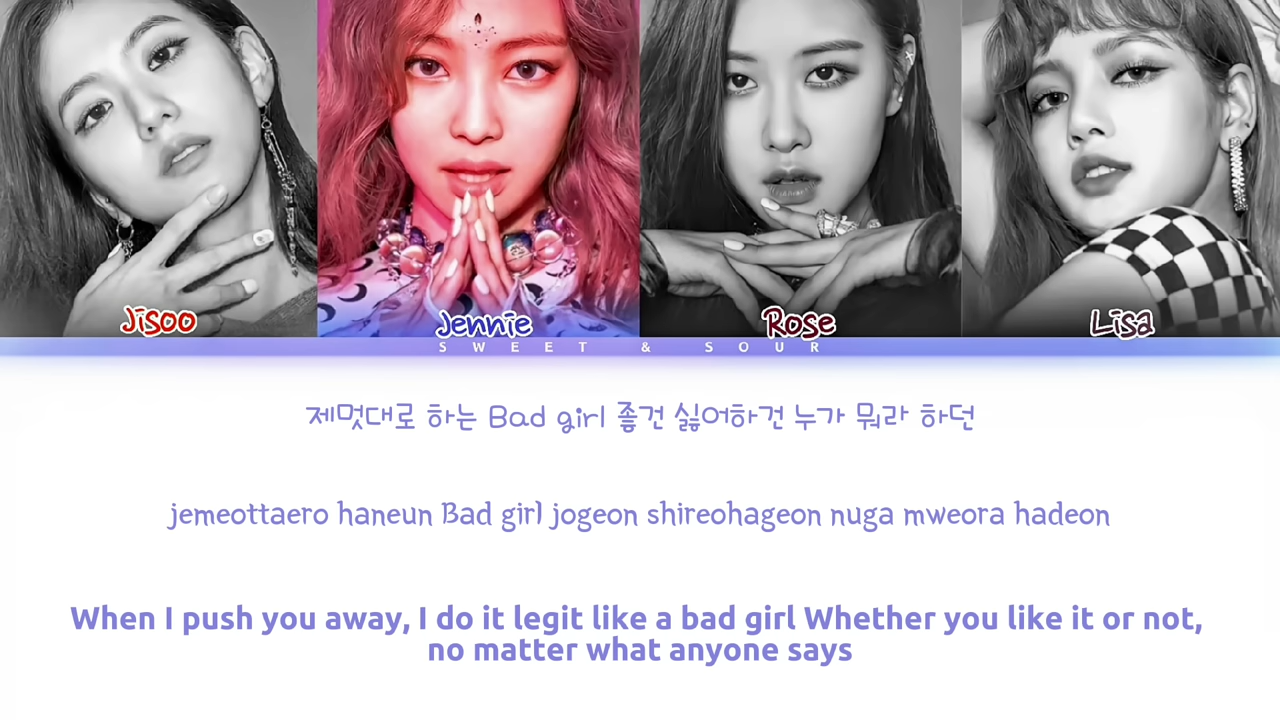 Jisoo
Jennie
Rose
Lisa
SWEET & SOUR
제멋대로 하는 Bad girl 좋건 싫어하건 누가 뭐라 하던
jemeottaero haneun Bad girl jogeon shireohageon nuga mweora hadeon
When I push you away, I do it legit like a bad girl Whether you like it or not,
no matter what anyone says